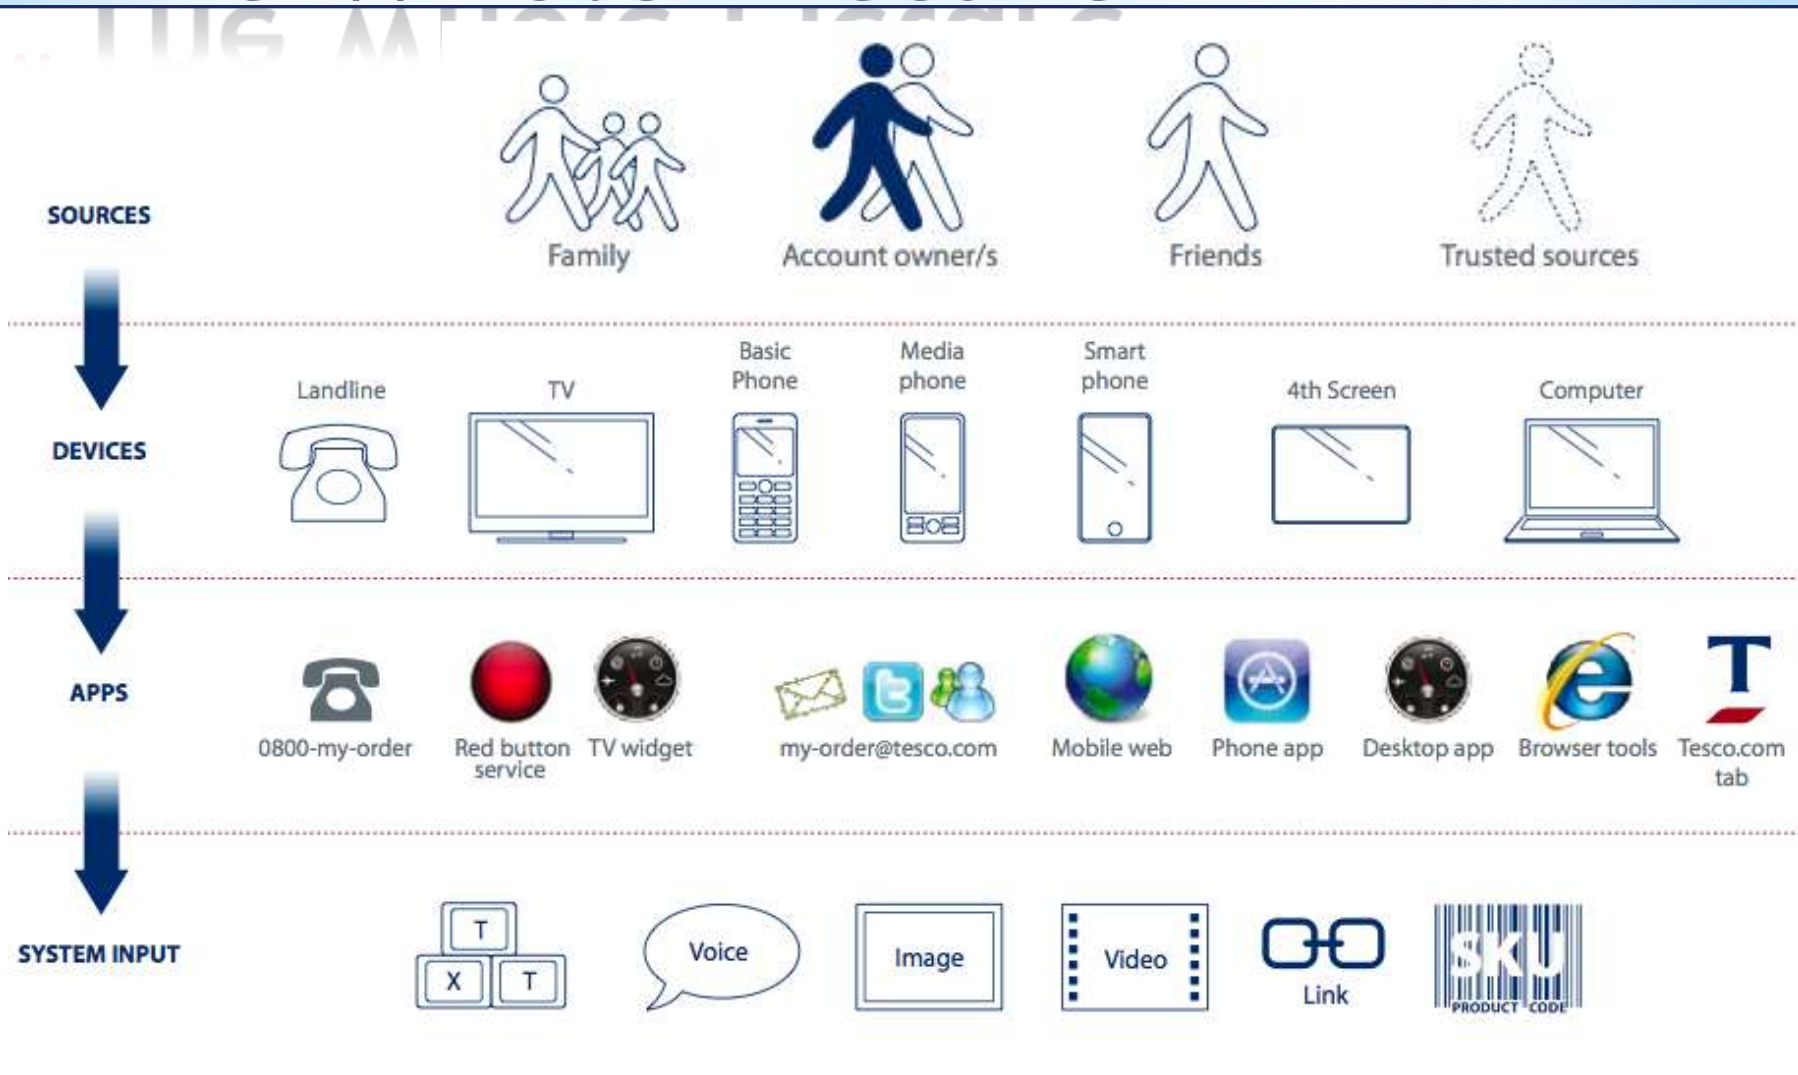 SOURCES
Family
Account owner/s
Friends
Trusted sources
DEVICES
Landline
TV
Basic
Phone
Media
phone
Smart
phone
4th Screen
Computer
APPS
0800-my-order
Red button
service
TV widget
my-order@tesco.com
Mobile web
Phone app
Desktop app
Browser tools
T
Tesco.com
tab
SYSTEM INPUT
T
X T
Voice
Image
Video
Link
SKU
PRODUCT CODE